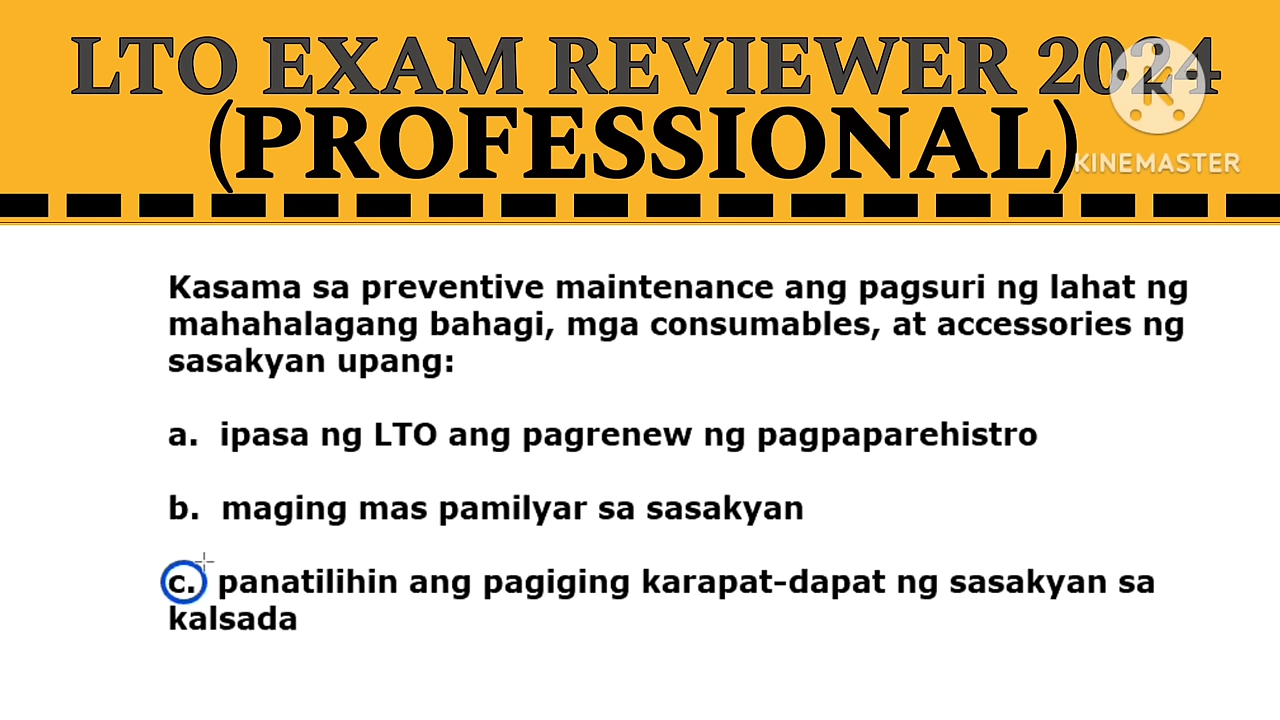 LTO EXAM REVIEWER 2024
(PROFESSIONAL)
KINEMASTER
Kasama sa preventive maintenance ang pagsuri ng lahat ng
mahahalagang bahagi, mga consumables, at accessories ng
sasakyan upang:
a. ipasa ng LTO ang pagrenew ng pagpaparehistro
b. maging mas pamilyar sa sasakyan
c. panatilihin ang pagiging karapat-dapat ng sasakyan sa
kalsada